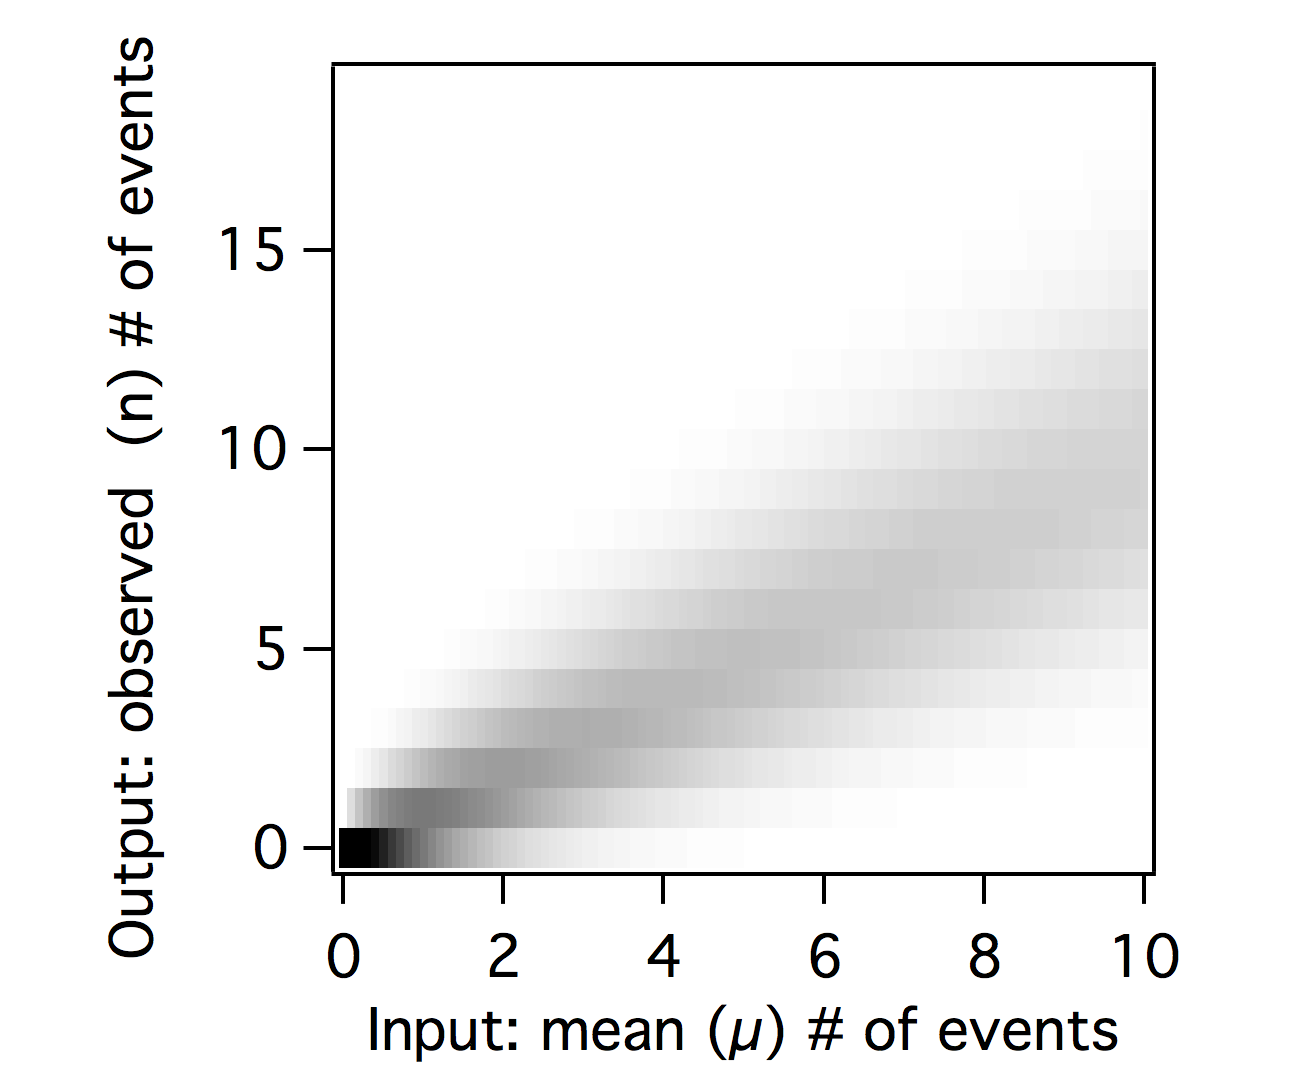 Output: observed (n) # of events
15
10
5
0
0 2 4 6 8 10
Input: mean (µ) # of events